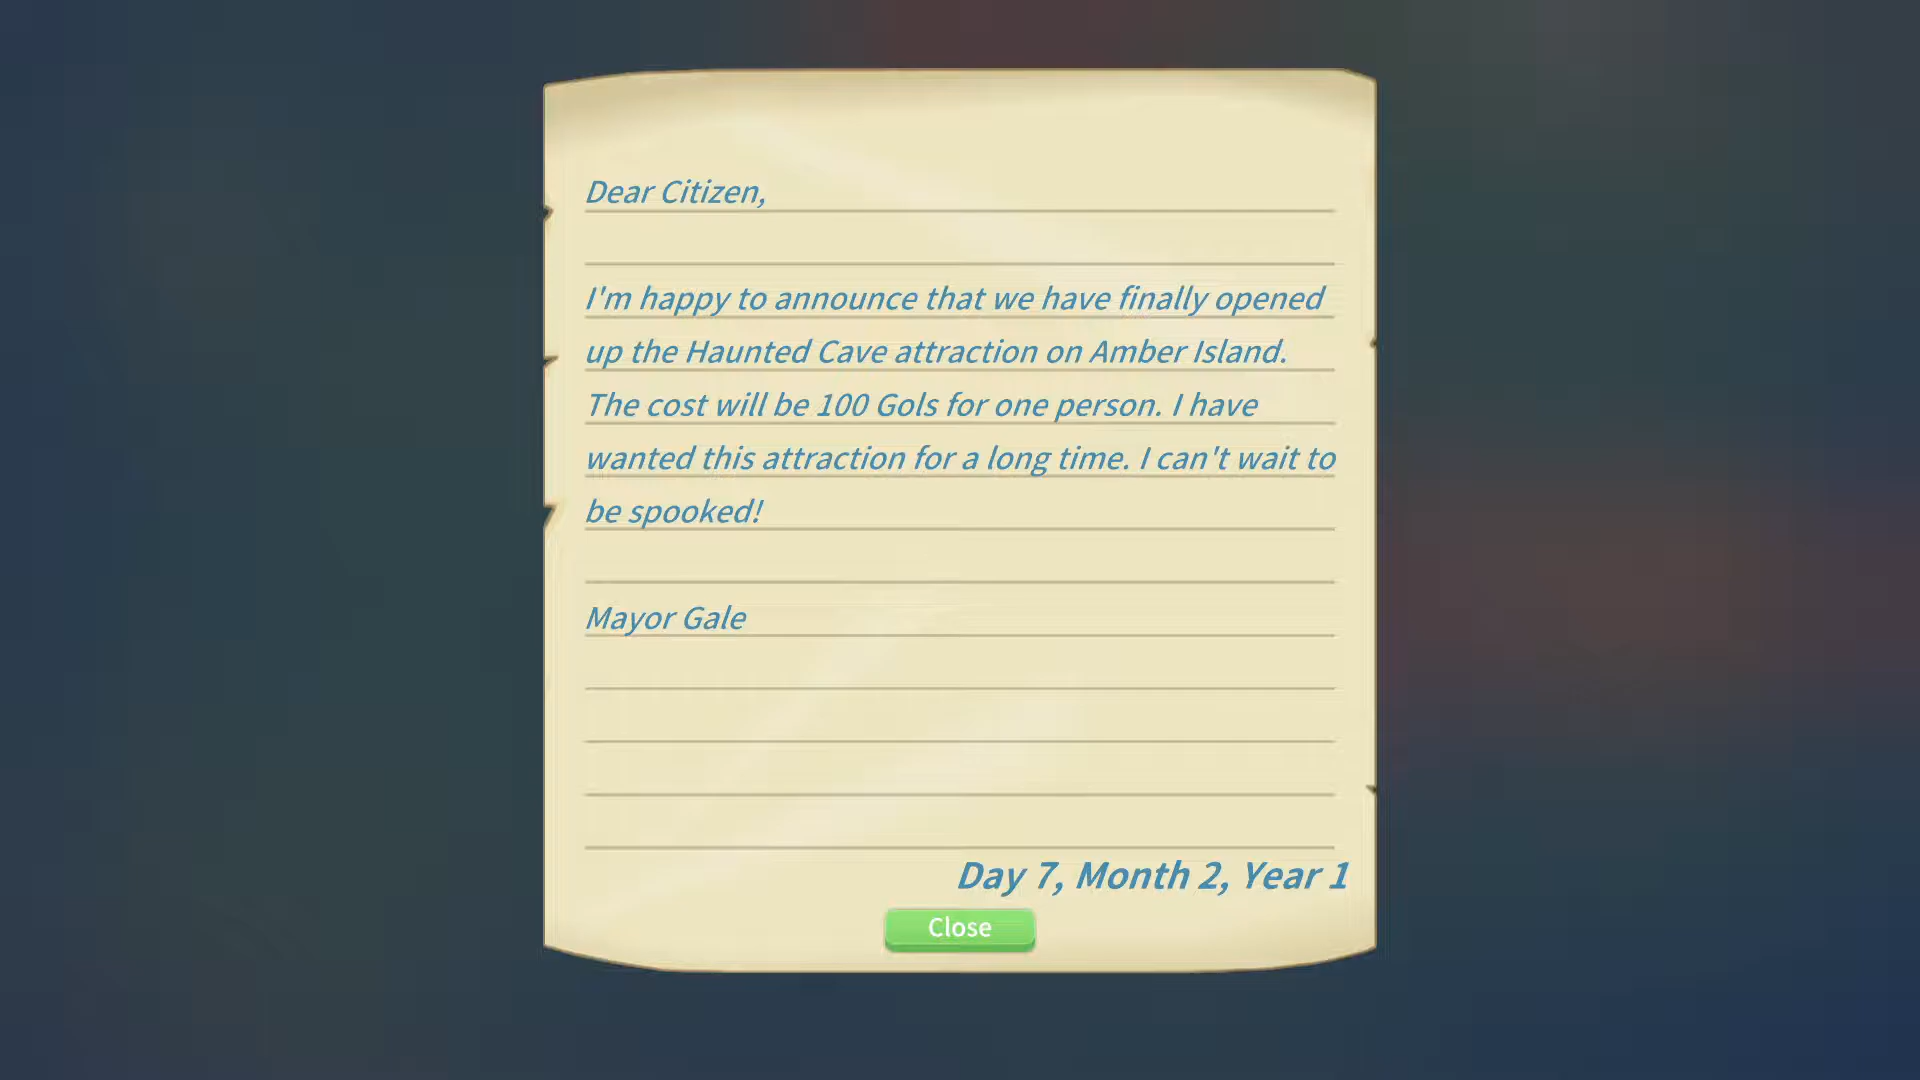 Dear Citizen,
I'm happy to announce that we have finally opened
up the Haunted Cave attraction on Amber Island.
The cost will be 100 Gols for one person. I have
wanted this attraction for a long time. I can't wait to
be spooked!
Mayor Gale
Day 7, Month 2, Year 1
Close